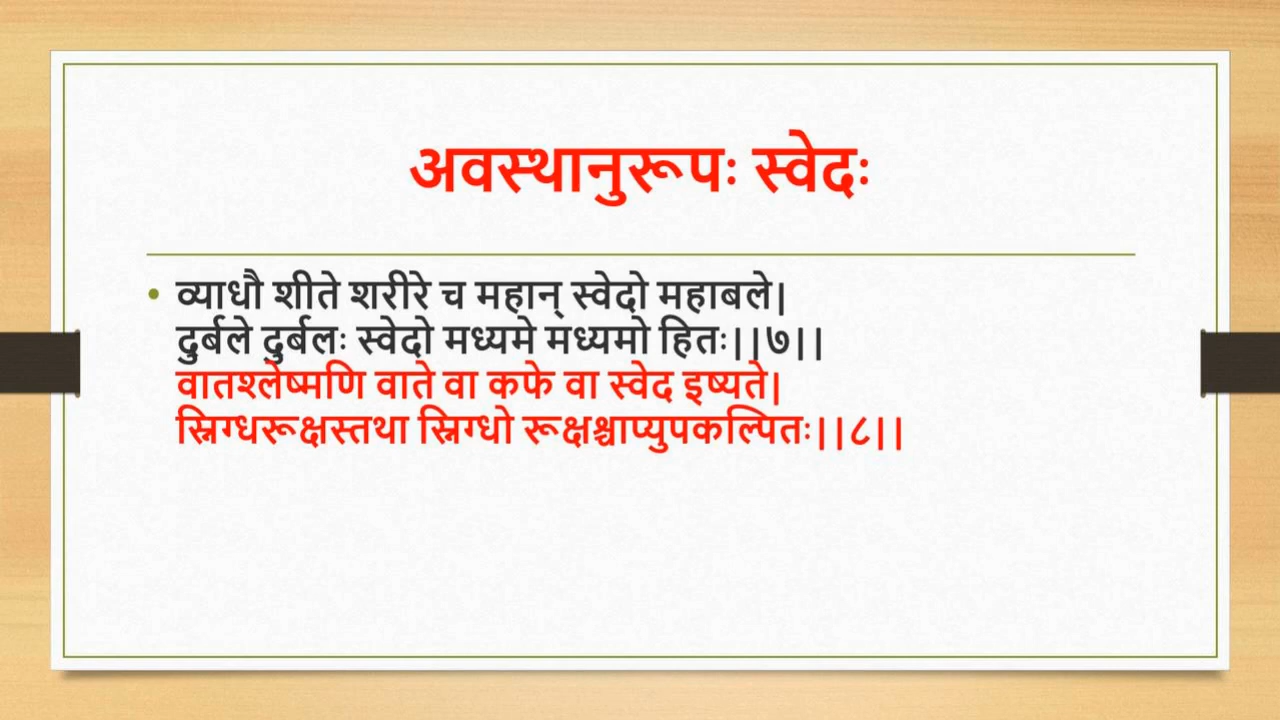 अवस्थानुरूपः स्वेदः
• व्याधौ शीते शरीरे च महान् स्वेदो महाबले|
दुर्बले दुर्बलः स्वेदो मध्यमे मध्यमो हितः||७||
वातश्लेष्मणि वाते वा कफे वा स्वेद इष्यते|
स्निग्धरूक्षस्तथा स्निग्धो रूक्षश्चाप्युपकल्पितः||८||